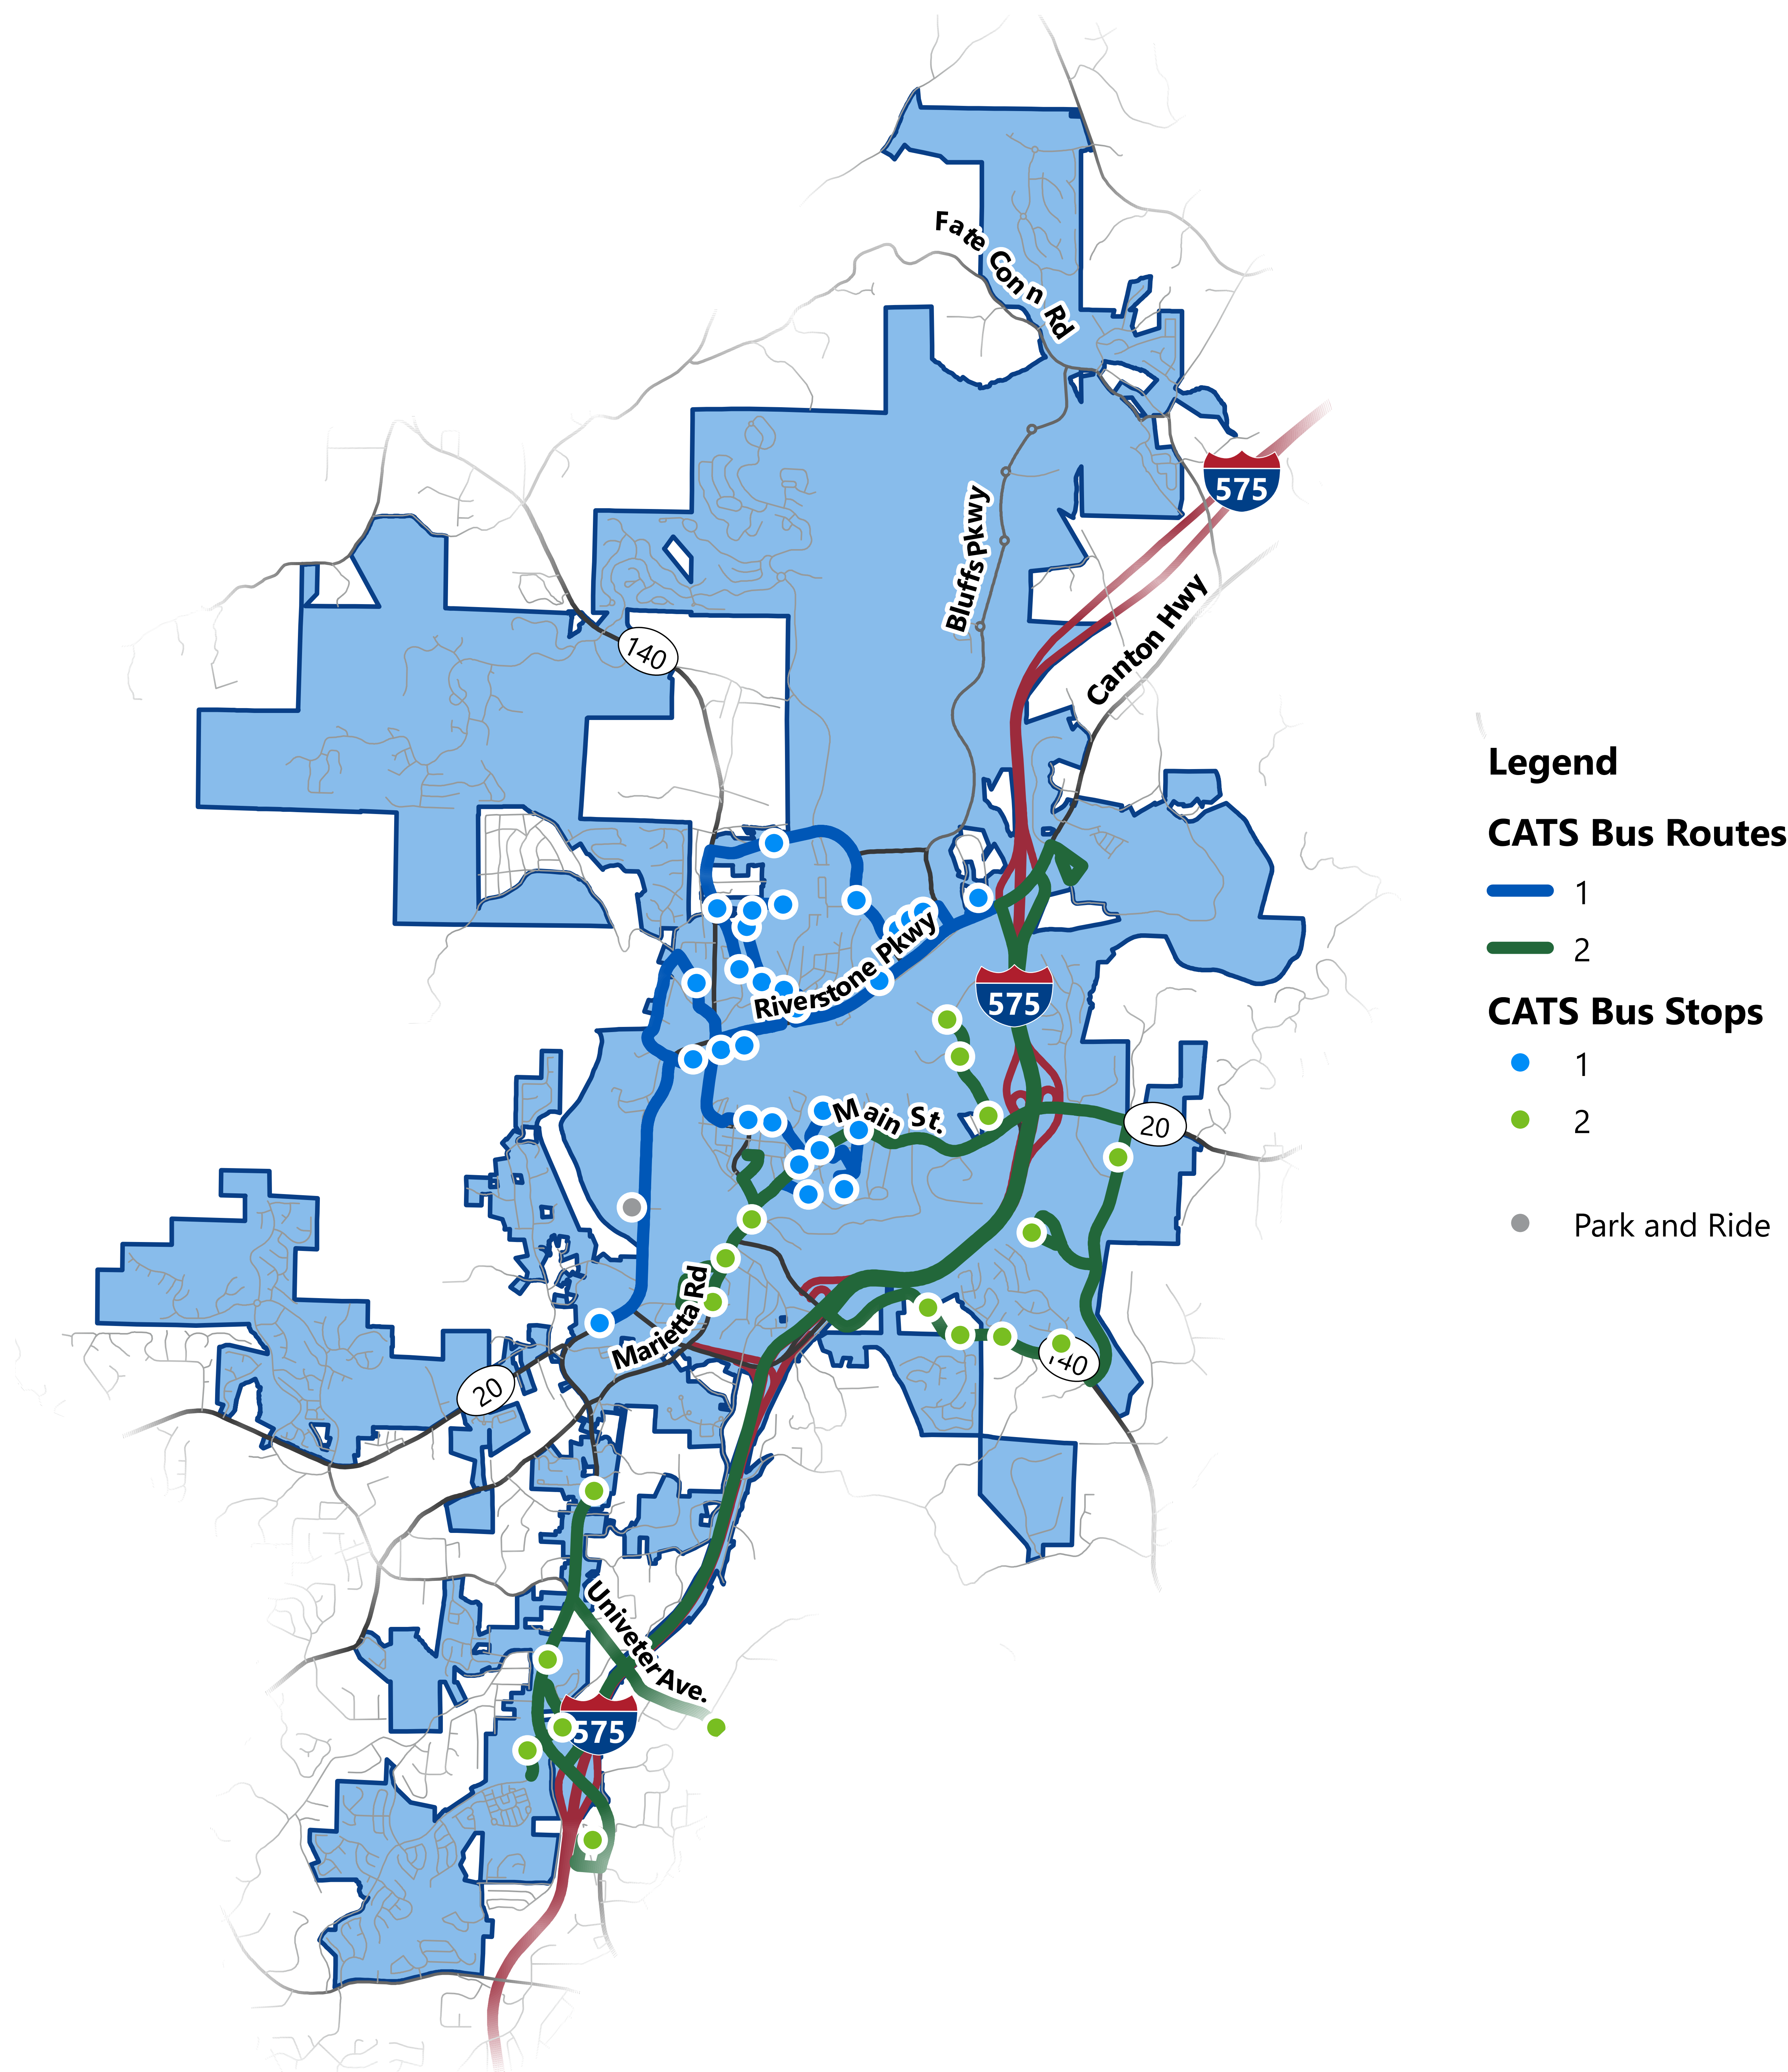 Fate Conn Rd
575
Bluffs Pkwy
Canton Hwy
140
Legend
CATS Bus Routes
1
2
Riverstone Pkwy
575
CATS Bus Stops
1
2
Main St.
20
Park and Ride
Marietta Rd
40
20
Univeter Ave.
575